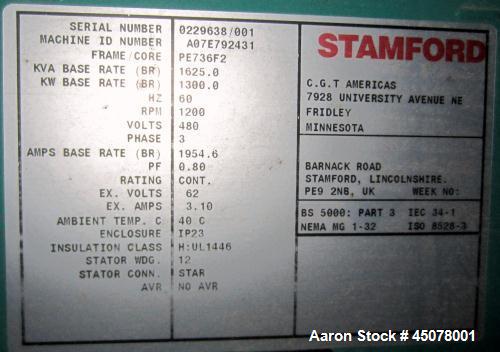 SERIAL NUMBER 0229638/001
MACHINE ID NUMBER A07E792431
FRAME/CORE PE736F2
KVA BASE RATE (BR) 1625.0
KW BASE RATE (BR) 1300.0
HZ 60
RPM 1200
VOLTS 480
PHASE 3
AMPS BASE RATE (BR) 1954.6
PF 0.80
RATING CONT.
EX. VOLTS 62
EX. AMPS 3.10
AMBIENT TEMP. C 40 C
ENCLOSURE IP23
INSULATION CLASS H:UL1446
STATOR WDG. 12
STATOR CONN. STAR
AVR NO AVR
STAMFORD
C.G.T AMERICAS
7928 UNIVERSITY AVENUE NE
FRIDLEY
MINNESOTA
BARNACK ROAD
STAMFORD, LINCOLNSHIRE.
PE9 2NB, UK WEEK NO:
BS 5000: PART 3 IEC 34-1
NEMA MG 1-32 ISO 8528-3
Aaron Stock # 45078001